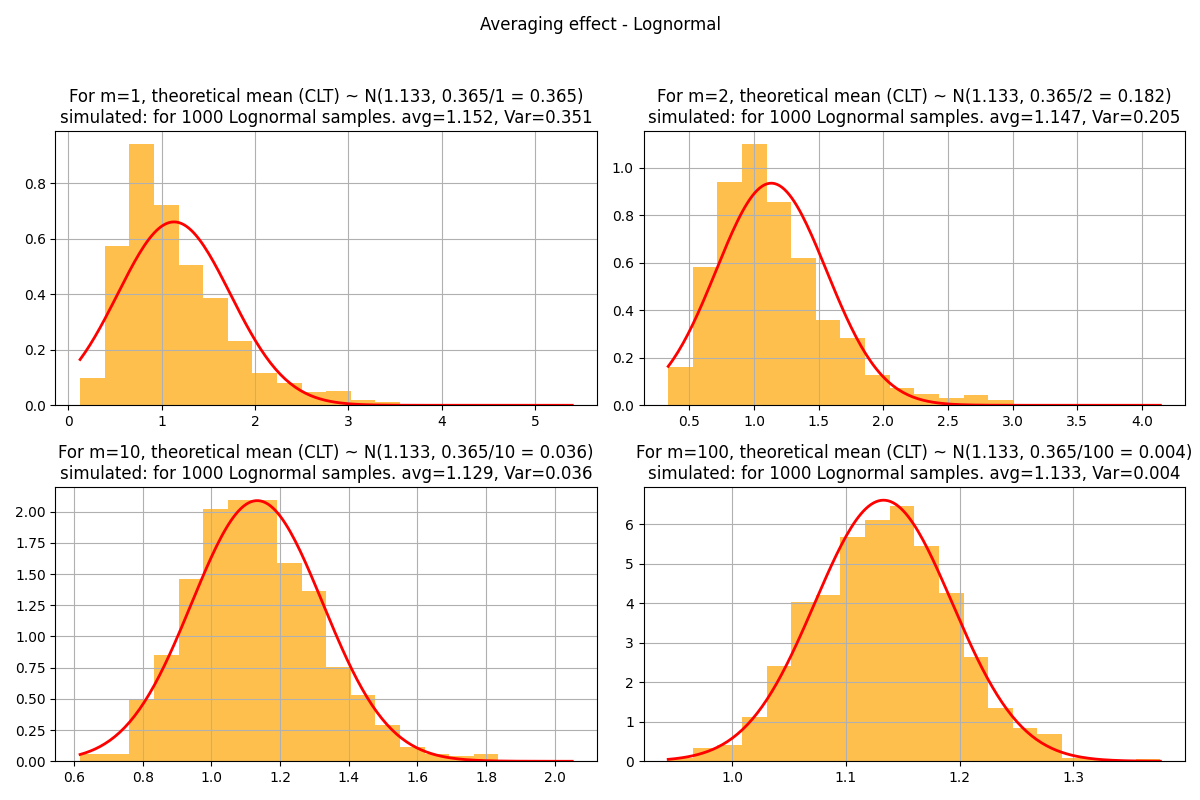 Averaging effect - Lognormal
For m=1, theoretical mean (CLT) ~ N(1.133, 0.365/1 = 0.365)
simulated: for 1000 Lognormal samples. avg=1.152, Var=0.351
0.8
0.6
0.4
0.2
0.0
0 1 2 3 4 5
For m=2, theoretical mean (CLT) ~ N(1.133, 0.365/2 = 0.182)
simulated: for 1000 Lognormal samples. avg=1.147, Var=0.205
1.0
0.8
0.6
0.4
0.2
0.0
0.5 1.0 1.5 2.0 2.5 3.0 3.5 4.0
For m=10, theoretical mean (CLT) ~ N(1.133, 0.365/10 = 0.036)
simulated: for 1000 Lognormal samples. avg=1.129, Var=0.036
2.00
1.75
1.50
1.25
1.00
0.75
0.50
0.25
0.00
0.6 0.8 1.0 1.2 1.4 1.6 1.8 2.0
For m=100, theoretical mean (CLT) ~ N(1.133, 0.365/100 = 0.004)
simulated: for 1000 Lognormal samples. avg=1.133, Var=0.004
6
5
4
3
2
1
0
1.0 1.1 1.2 1.3